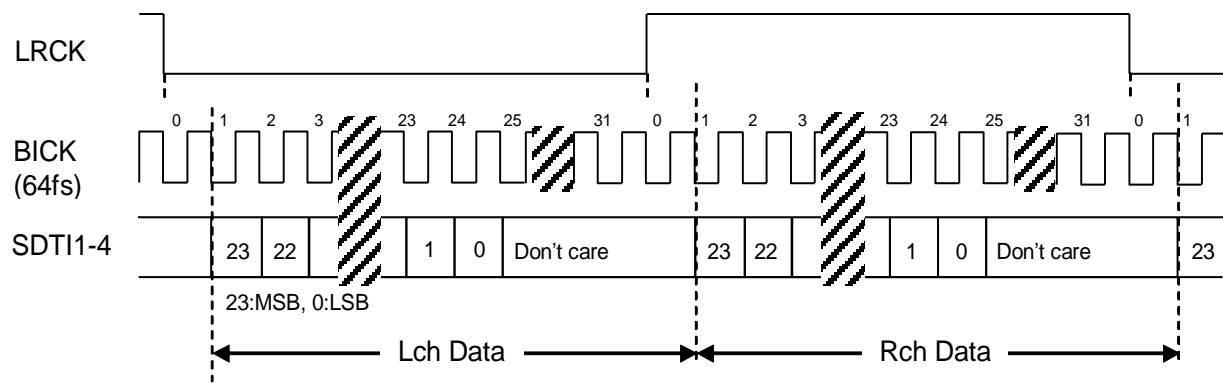 LRCK
0 1 2 3 23 24 25 31 0 1 2 3 23 24 25 31 0 1
BICK
(64fs)
SDTI1-4 23 22 1 0 Don't care 23 22 1 0 Don't care 23
23:MSB, 0:LSB
Lch Data Rch Data